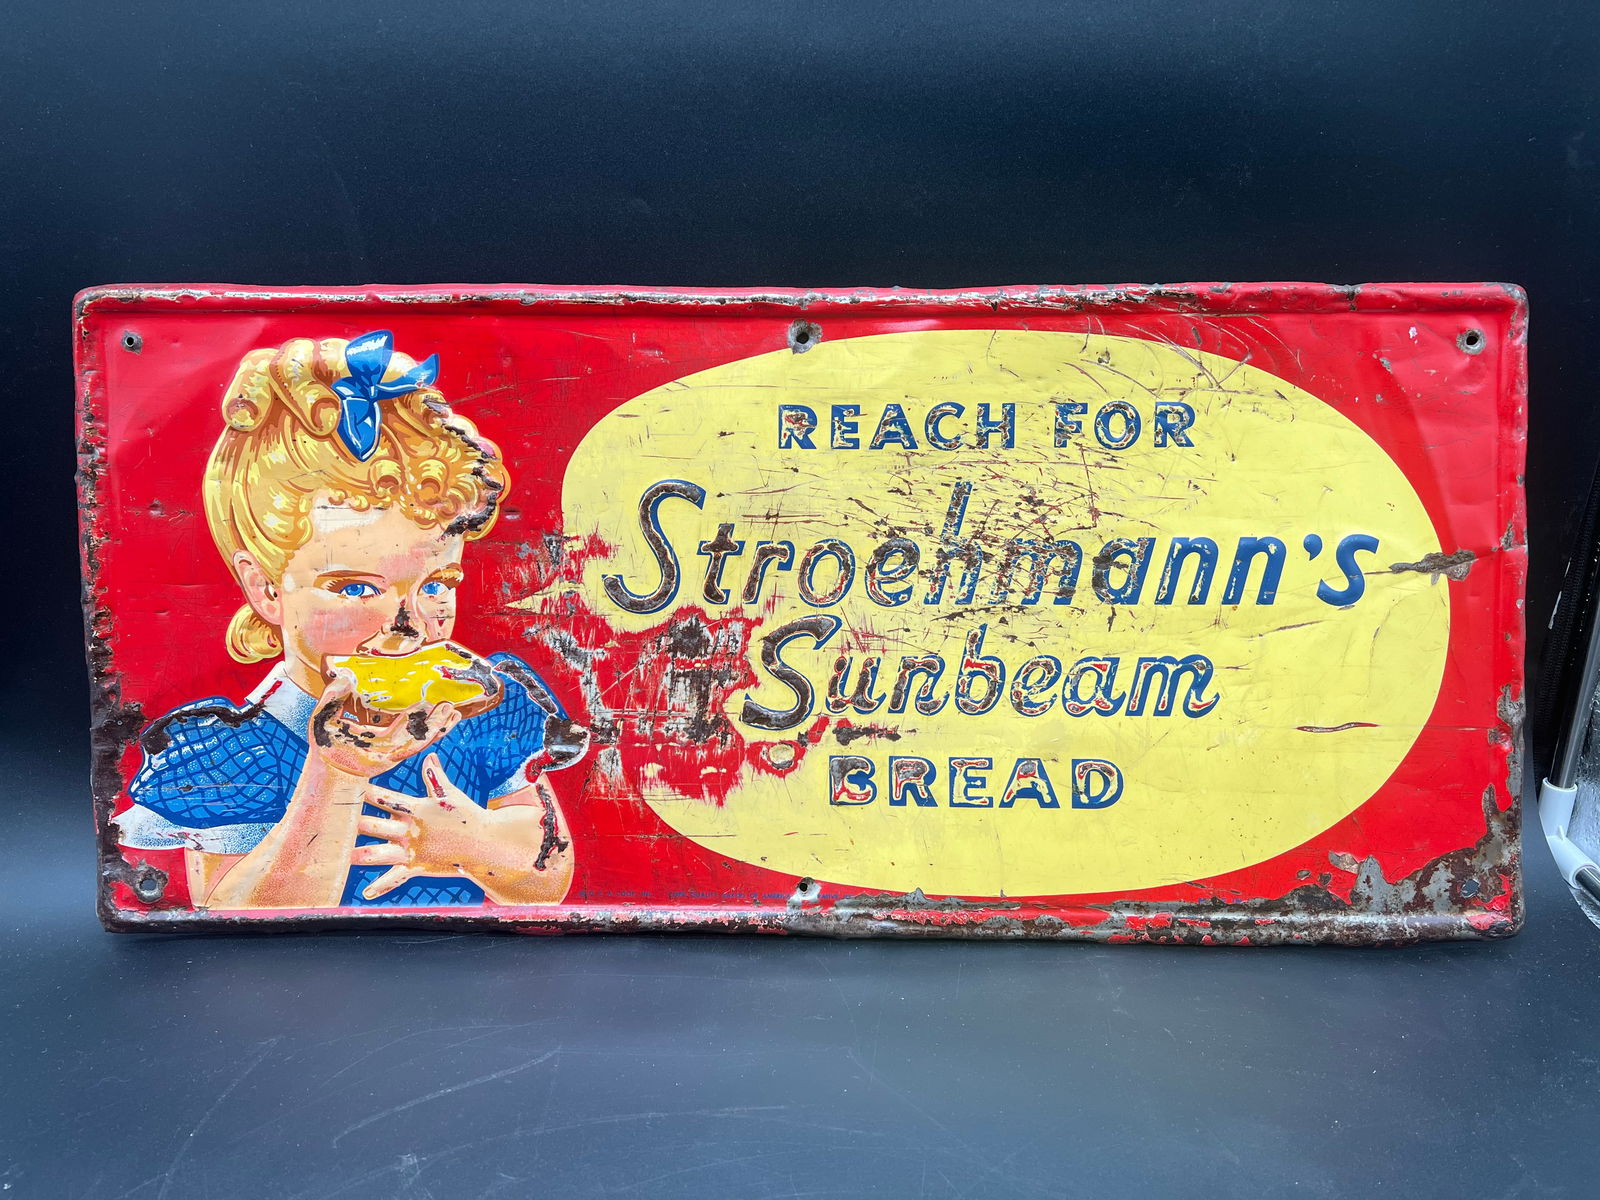 REACH FOR
Stroehmann's
Sunbeam
BREAD